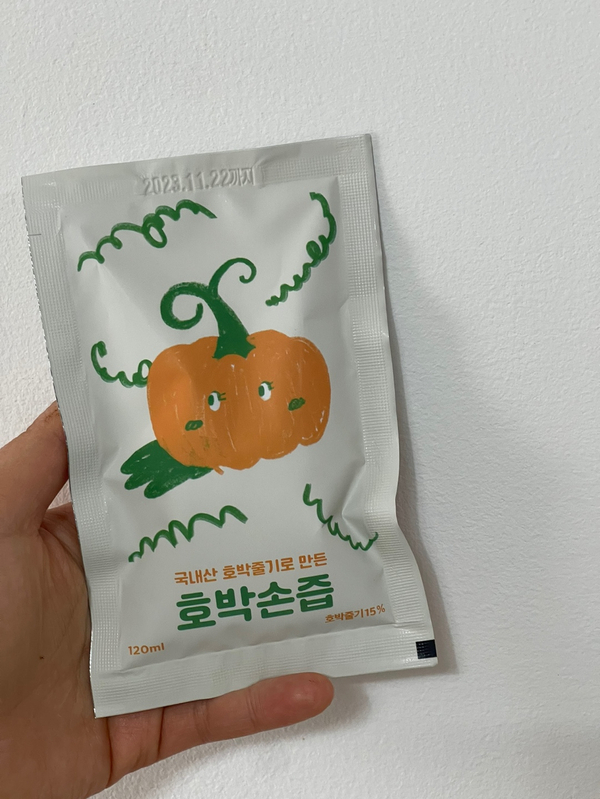 2023.11.22까지
국내산 호박줄기로 만든
호박손즙
호박줄기15%
120ml